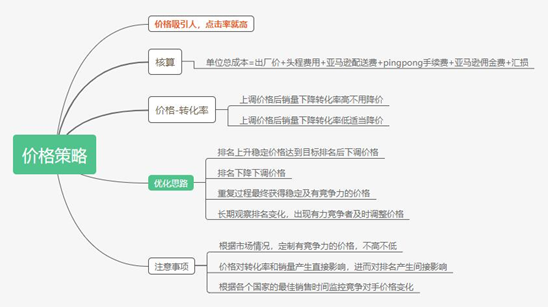 价格吸引人，点击率就高
核算
单位总成本=出厂价+头程费用+亚马逊配送费+pingpong手续费+亚马逊佣金费+汇损
价格-转化率
上调价格后销量下降转化率高不用降价
上调价格后销量下降转化率低适当降价
价格策略
优化思路
排名上升稳定价格达到目标排名后下调价格
排名下降下调价格
重复过程最终获得稳定及有竞争力的价格
长期观察排名变化，出现有力竞争者及时调整价格
注意事项
根据市场情况，定制有竞争力的价格，不高不低
价格对转化率和销量产生直接影响，进而对排名产生间接影响
根据各个国家的最佳销售时间监控竞争对手价格变化